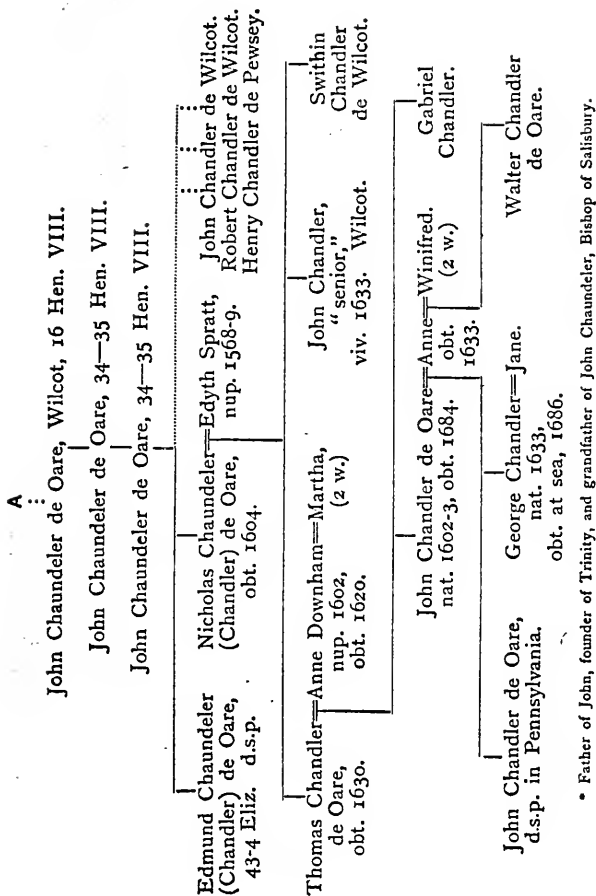 A
John Chaundeler de Oare, Wilcot, 16 Hen. VIII.
John Chaundeler de Oare, 34—35 Hen. VIII.
John Chaundeler de Oare, 34—35 Hen. VIII.
Edmund Chaundeler
(Chandler) de Oare,
43-4 Eliz. d.s.p.
Nicholas Chaundeler=Edyth Spratt,
(Chandler) de Oare, nup. 1568-9.
obt. 1604.
John Chandler de Wilcot.
Robert Chandler de Wilcot.
Henry Chandler de Pewsey.
Thomas Chandler=Anne Downham=Martha,
de Oare, nup. 1602, (2 w.)
obt. 1630. obt. 1620.
John Chandler,
"senior,"
viv. 1633. Wilcot.
Swithin
Chandler
de Wilcot.
John Chandler de Oare=Anne=Winifred.
nat. 1602-3, obt. 1684. obt. (2 w.)
1633.
Gabriel
Chandler.
John Chandler de Oare,
d.s.p. in Pennsylvania.
George Chandler=Jane.
nat. 1633,
obt. at sea, 1686.
Walter Chandler
de Oare.
* Father of John, founder of Trinity, and grandfather of John Chaundeler, Bishop of Salisbury.